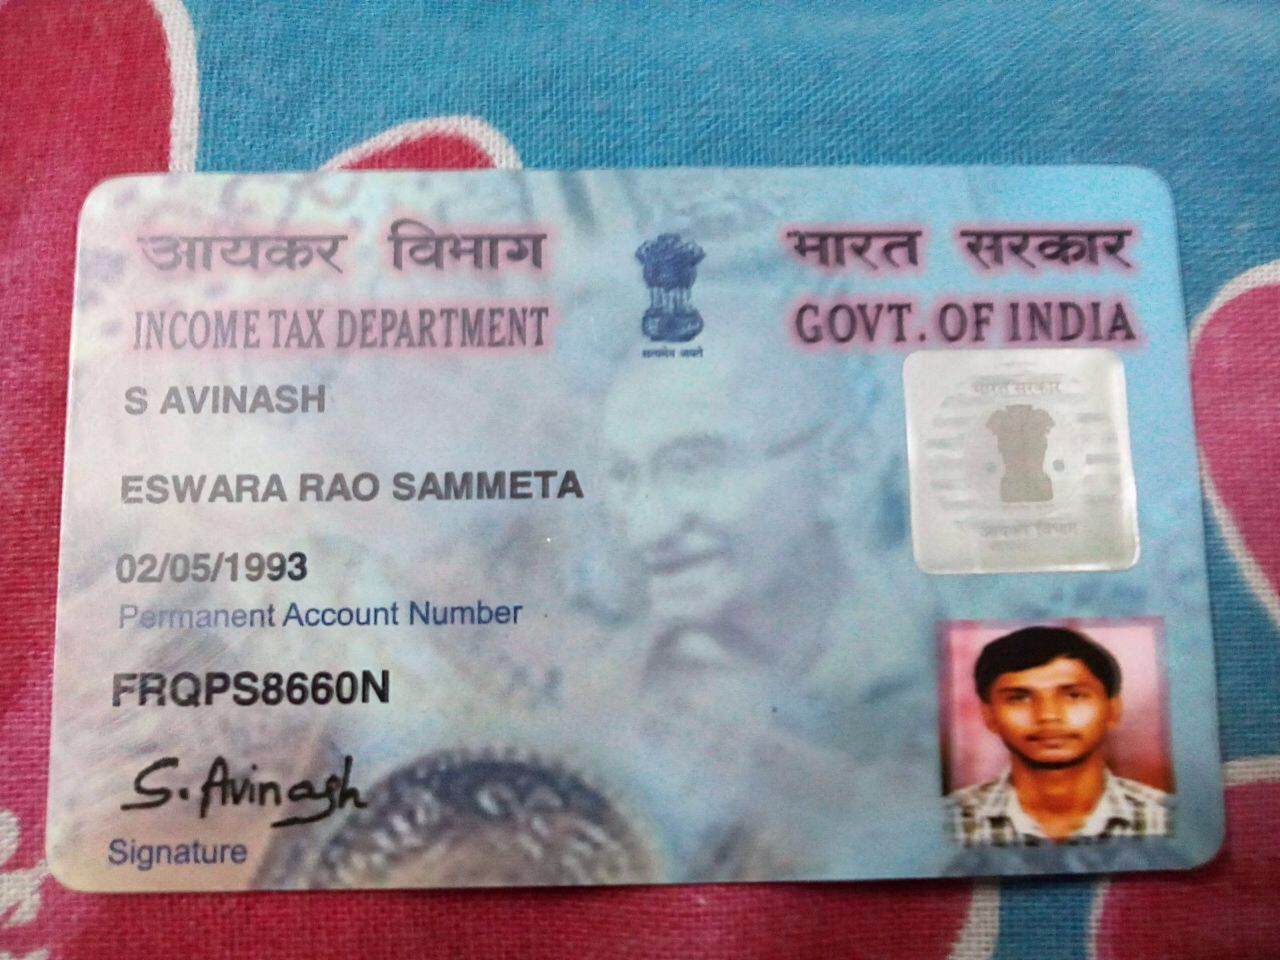 आयकर विभाग
भारत सरकार
INCOME TAX DEPARTMENT
GOVT. OF INDIA
सत्यमेव जयते
S AVINASH
भारत सरकार
ESWARA RAO SAMMETA
आयकर विभाग
02/05/1993
Permanent Account Number
FRQPS8660N
S. Avinash
Signature